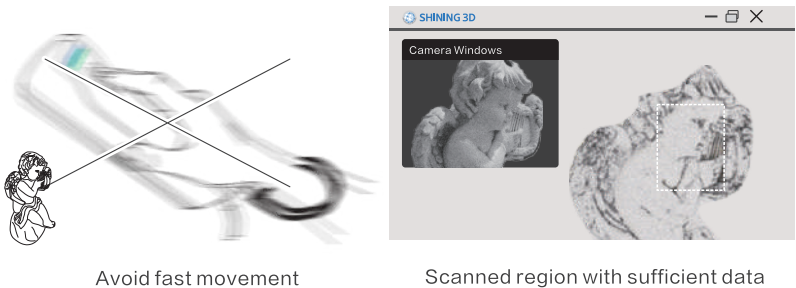 SHINING 3D
Camera Windows
Avoid fast movement
Scanned region with sufficient data